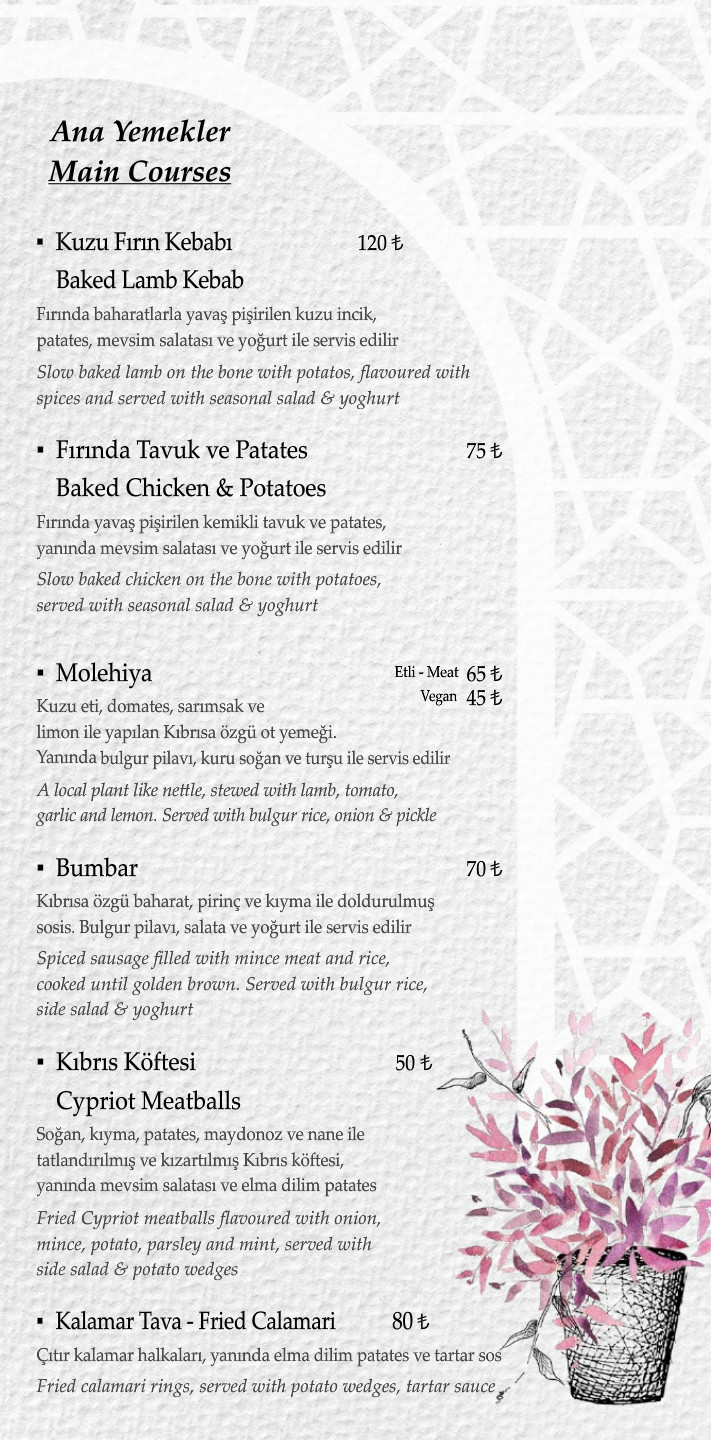 Ana Yemekler
Main Courses
▪ Kuzu Fırın Kebabı 120 ₺
Baked Lamb Kebab
Fırında baharatlarla yavaş pişirilen kuzu incik,
patates, mevsim salatası ve yoğurt ile servis edilir
Slow baked lamb on the bone with potatos, flavoured with
spices and served with seasonal salad & yoghurt
▪ Fırında Tavuk ve Patates 75 ₺
Baked Chicken & Potatoes
Fırında yavaş pişirilen kemikli tavuk ve patates,
yanında mevsim salatası ve yoğurt ile servis edilir
Slow baked chicken on the bone with potatoes,
served with seasonal salad & yoghurt
▪ Molehiya Etli - Meat 65 ₺
Vegan 45 ₺
Kuzu eti, domates, sarımsak ve
limon ile yapılan Kıbrısa özgü ot yemeği.
Yanında bulgur pilavı, kuru soğan ve turşu ile servis edilir
A local plant like nettle, stewed with lamb, tomato,
garlic and lemon. Served with bulgur rice, onion & pickle
▪ Bumbar 70 ₺
Kıbrısa özgü baharat, pirinç ve kıyma ile doldurulmuş
sosis. Bulgur pilavı, salata ve yoğurt ile servis edilir
Spiced sausage filled with mince meat and rice,
cooked until golden brown. Served with bulgur rice,
side salad & yoghurt
▪ Kıbrıs Köftesi 50 ₺
Cypriot Meatballs
Soğan, kıyma, patates, maydonoz ve nane ile
tatlandırılmış ve kızartılmış Kıbrıs köftesi,
yanında mevsim salatası ve elma dilim patates
Fried Cypriot meatballs flavoured with onion,
mince, potato, parsley and mint, served with
side salad & potato wedges
▪ Kalamar Tava - Fried Calamari 80 ₺
Çıtır kalamar halkaları, yanında elma dilim patates ve tartar sos
Fried calamari rings, served with potato wedges, tartar sauce